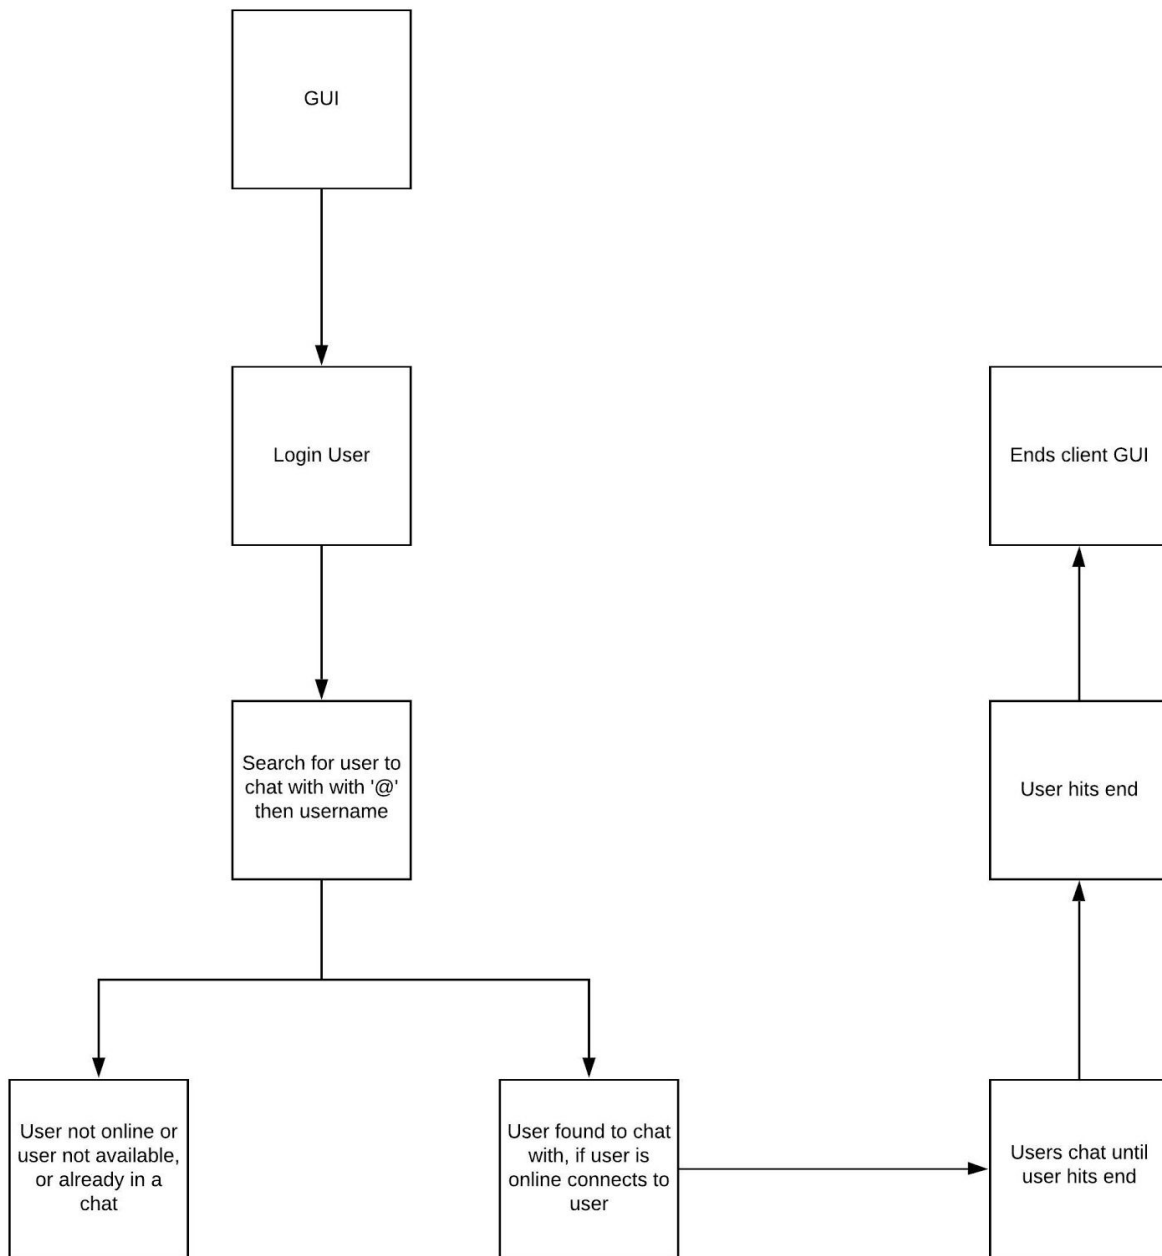 GUI
Login User
Ends client GUI
Search for user to
chat with with '@'
then username
User hits end
User not online or
user not available,
or already in a
chat
User found to chat
with, if user is
online connects to
user
Users chat until
user hits end